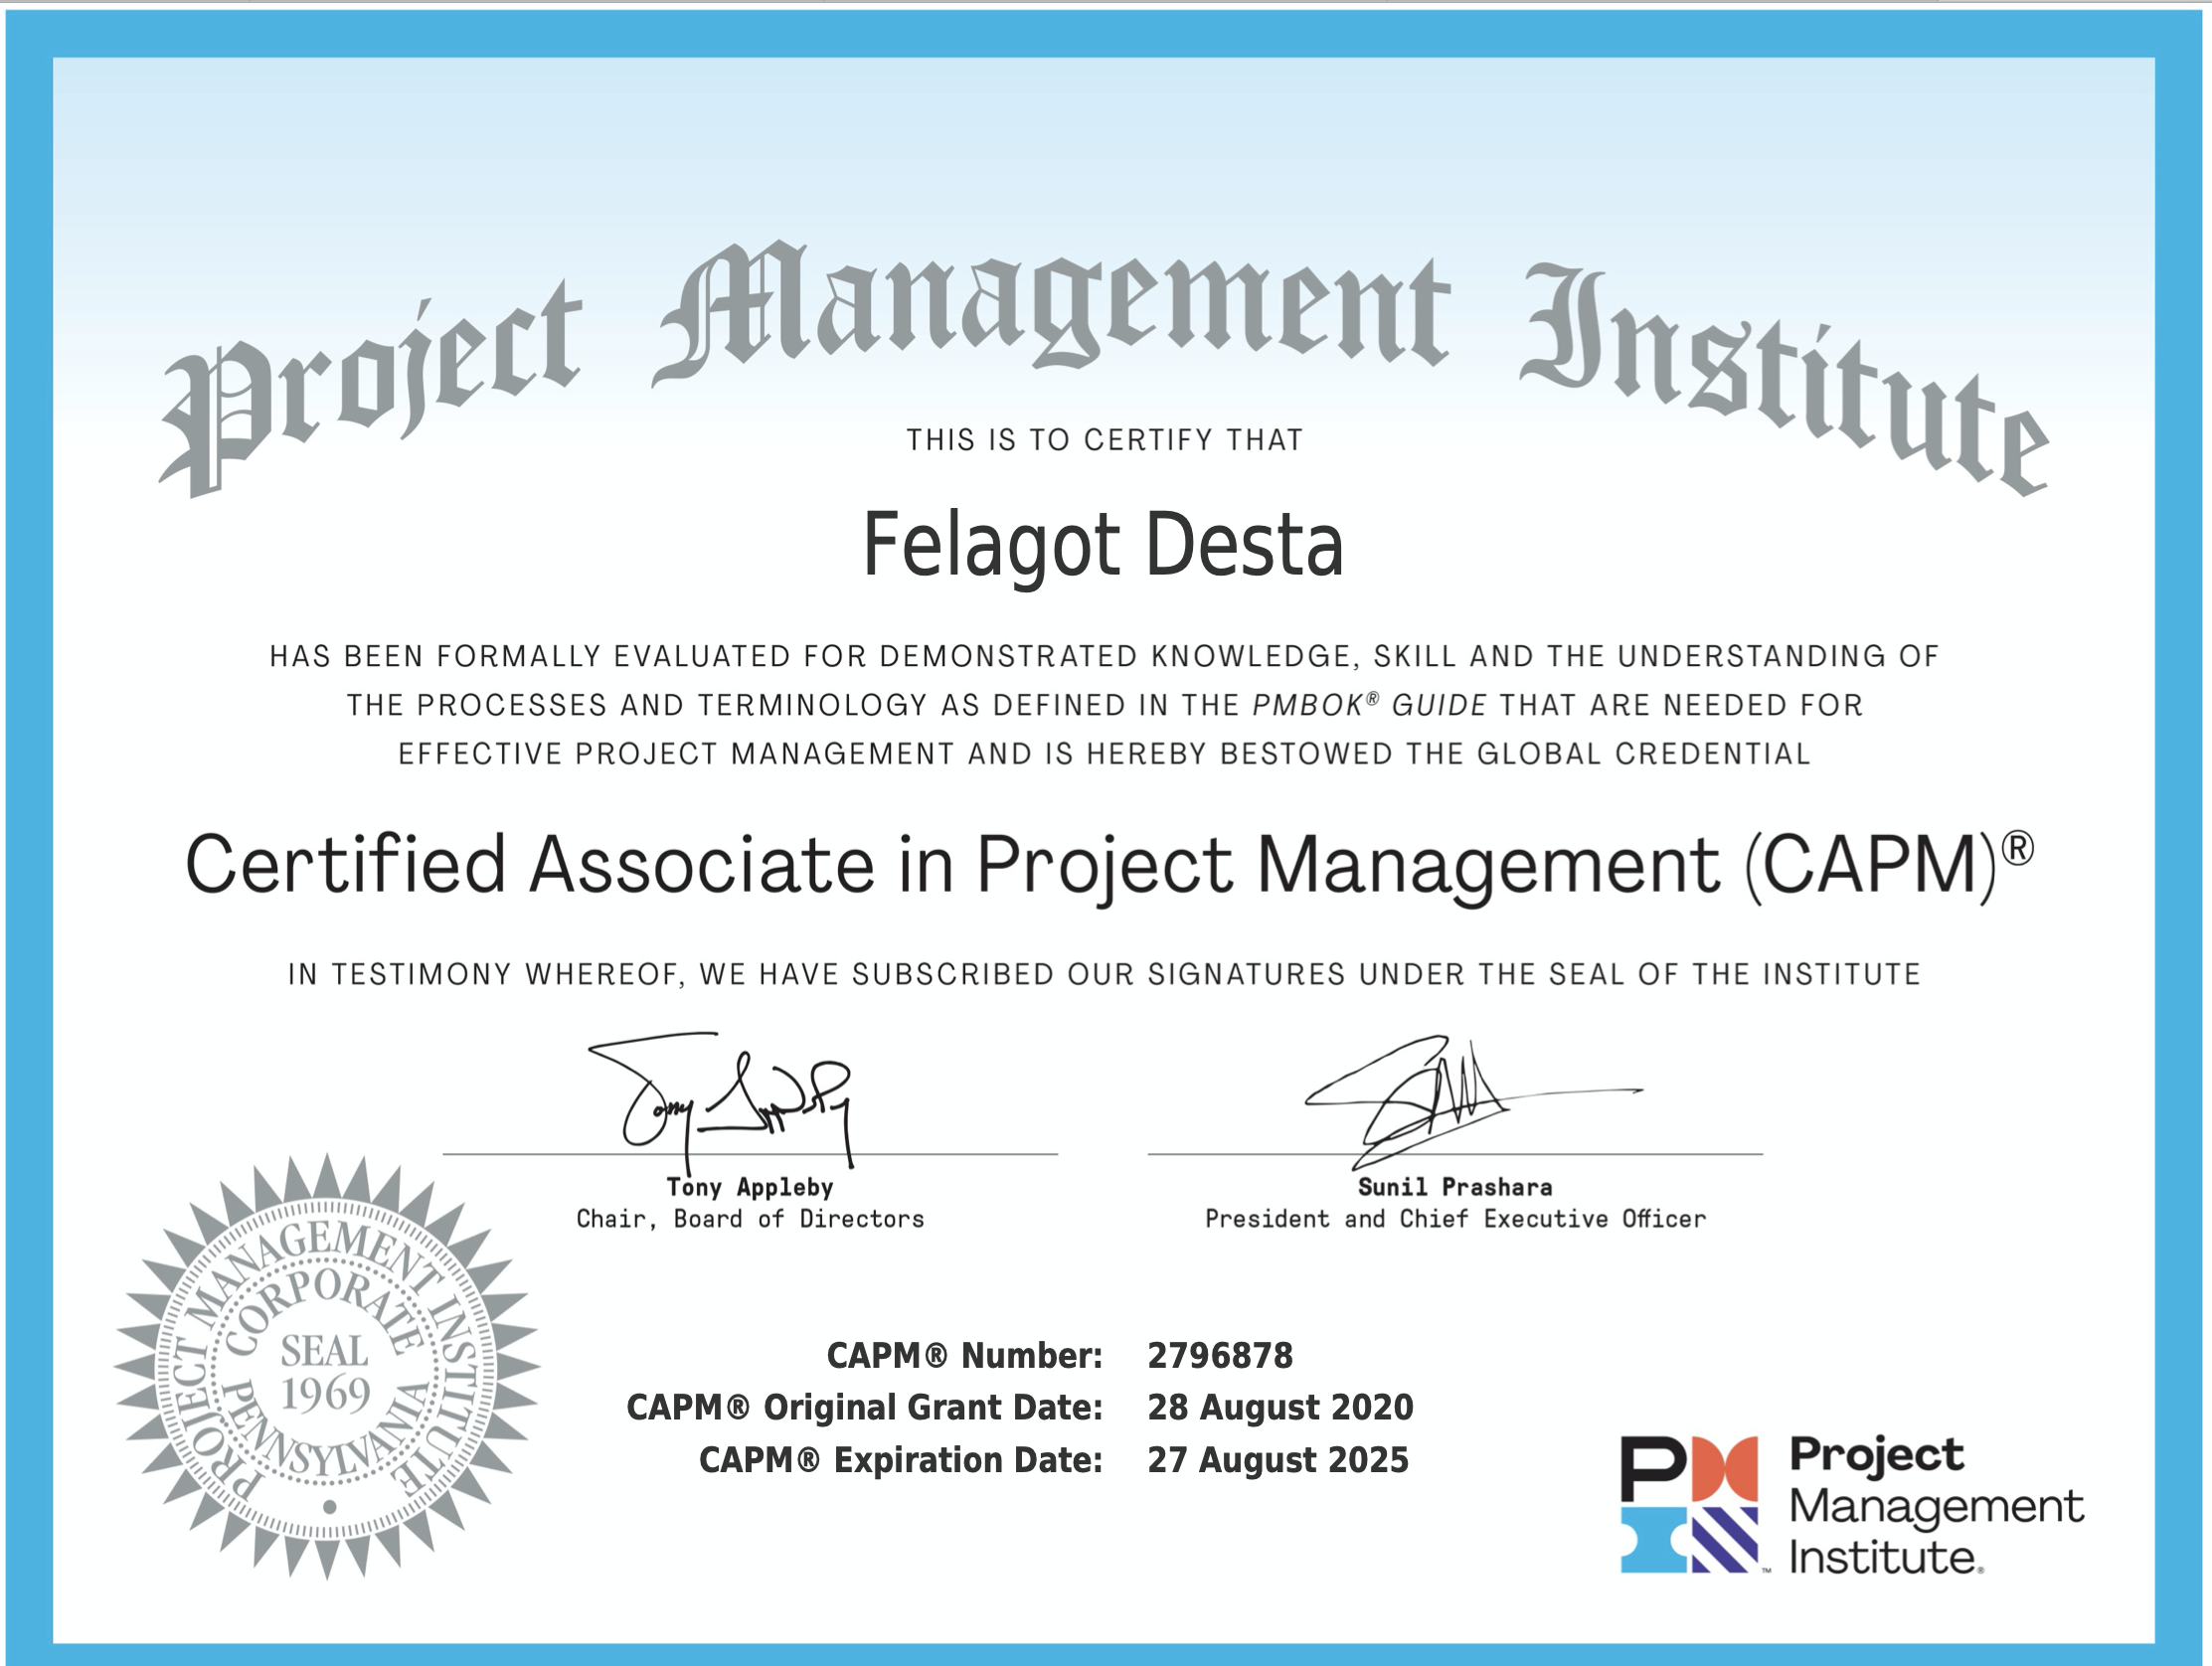 Project Management Institute
THIS IS TO CERTIFY THAT
Felagot Desta
HAS BEEN FORMALLY EVALUATED FOR DEMONSTRATED KNOWLEDGE, SKILL AND THE UNDERSTANDING OF
THE PROCESSES AND TERMINOLOGY AS DEFINED IN THE PMBOK® GUIDE THAT ARE NEEDED FOR
EFFECTIVE PROJECT MANAGEMENT AND IS HEREBY BESTOWED THE GLOBAL CREDENTIAL
Certified Associate in Project Management (CAPM)®
IN TESTIMONY WHEREOF, WE HAVE SUBSCRIBED OUR SIGNATURES UNDER THE SEAL OF THE INSTITUTE
Tony Appleby
Tony Appleby
Chair, Board of Directors
Sunil Prashara
President and Chief Executive Officer
PROJECT MANAGEMENT INSTITUTE
CORPORATE
SEAL
1969
PENNSYLVANIA
CAPM® Number: 2796878
CAPM® Original Grant Date: 28 August 2020
CAPM® Expiration Date: 27 August 2025
PM
I ™
Project
Management
Institute®